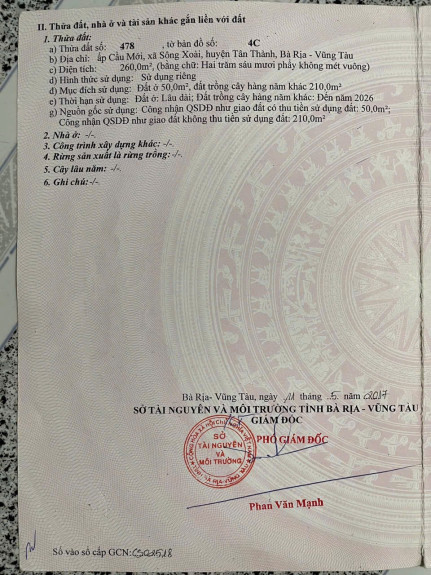 II. Thửa đất, nhà ở và tài sản khác gắn liền với đất
1. Thửa đất:
a) Thửa đất số: 478 , tờ bản đồ số: 4C
b) Địa chỉ: ấp Cầu Mới, xã Sông Xoài, huyện Tân Thành, Bà Rịa - Vũng Tàu
c) Diện tích: 260,0m², (bằng chữ: Hai trăm sáu mươi phẩy không mét vuông)
d) Hình thức sử dụng: Sử dụng riêng
đ) Mục đích sử dụng: Đất ở 50,0m², đất trồng cây hàng năm khác 210,0m²
e) Thời hạn sử dụng: Đất ở: Lâu dài; Đất trồng cây hàng năm khác: Đến năm 2026
g) Nguồn gốc sử dụng: Công nhận QSDĐ như giao đất có thu tiền sử dụng đất: 50,0m²;
Công nhận QSDĐ như giao đất không thu tiền sử dụng đất: 210,0m²
2. Nhà ở: -/-.
3. Công trình xây dựng khác: -/-.
4. Rừng sản xuất là rừng trồng: -/-.
5. Cây lâu năm: -/-.
6. Ghi chú: -/-.
Bà Rịa- Vũng Tàu, ngày 11 tháng 5 năm 2017
SỞ TÀI NGUYÊN VÀ MÔI TRƯỜNG TỈNH BÀ RỊA - VŨNG TÀU
GIÁM ĐỐC
PHÓ GIÁM ĐỐC
SỞ
TÀI NGUYÊN
VÀ
MÔI TRƯỜNG
Phan Văn Mạnh
Số vào sổ cấp GCN: